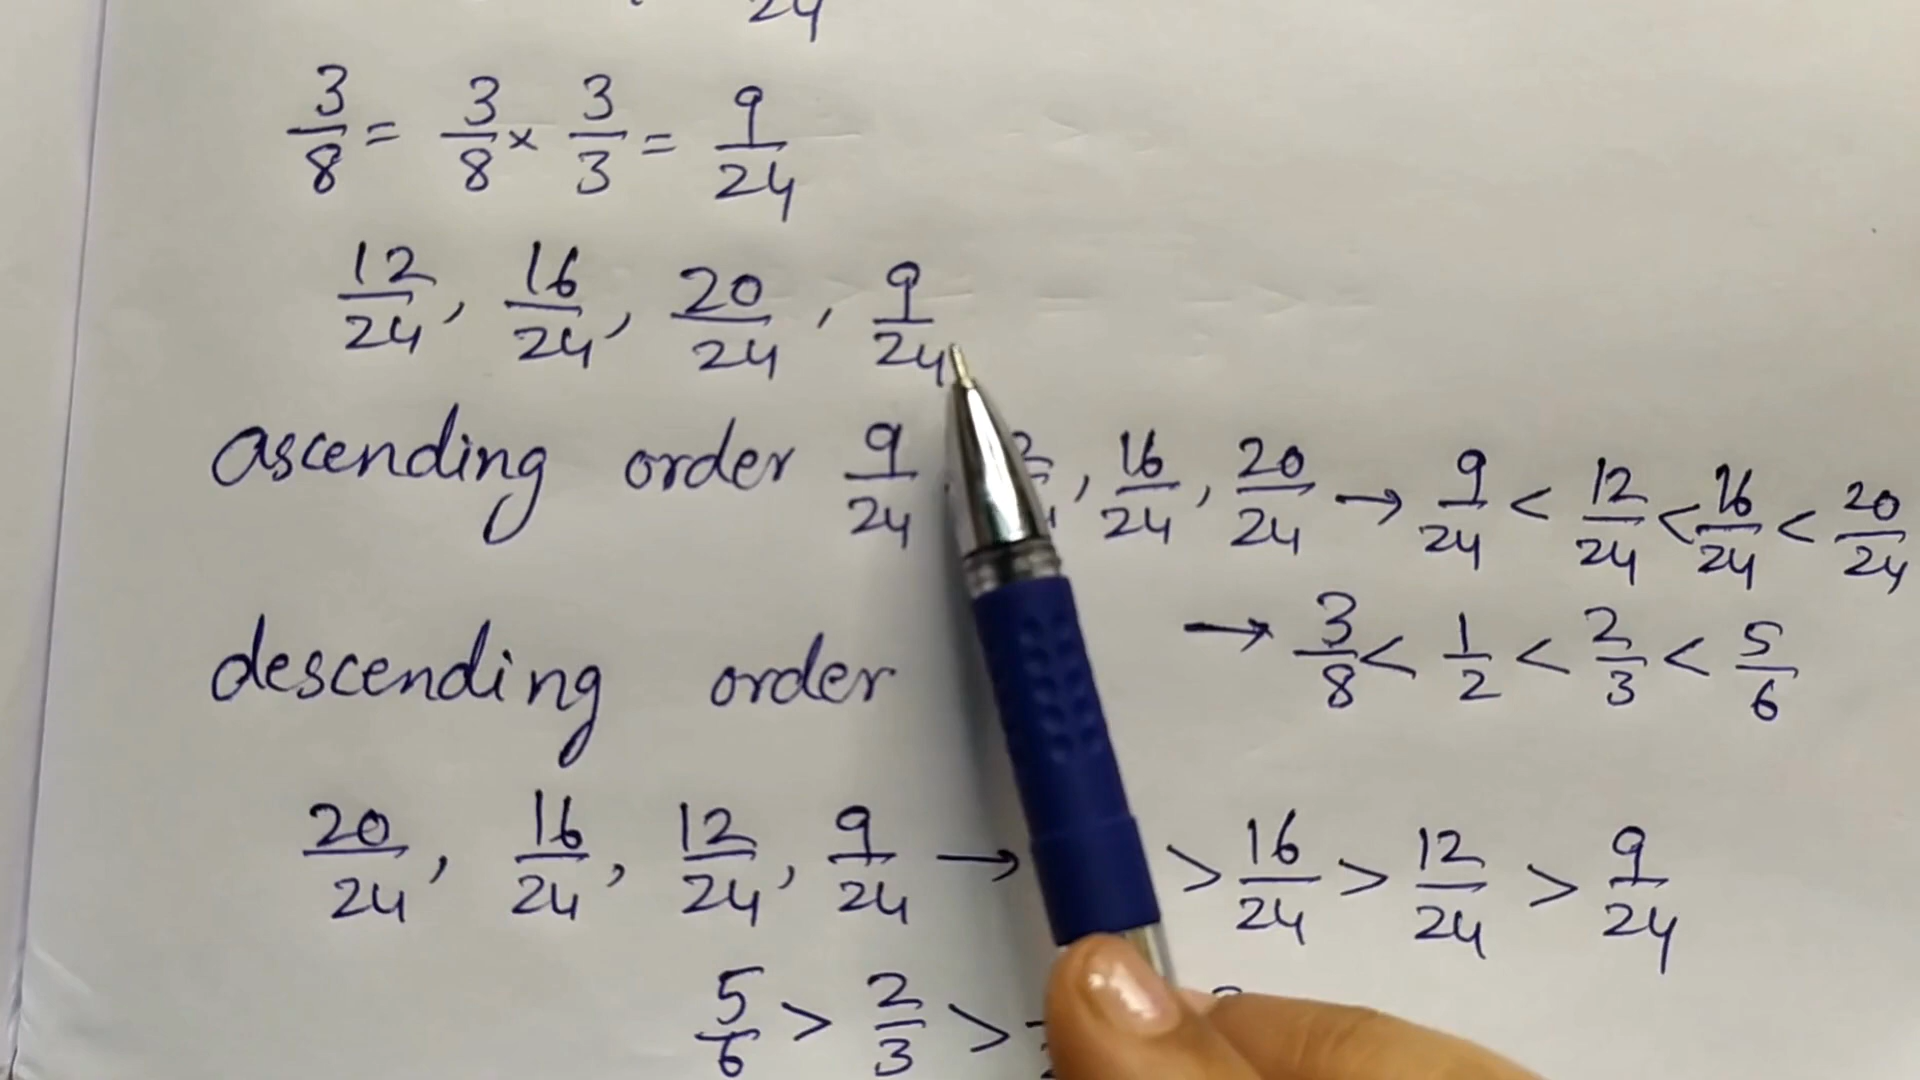 24
3/8 = 3/8 × 3/3 = 9/24
12/24, 16/24, 20/24, 9/24
ascending order 9/24, 16/24, 20/24 → 9/24 < 12/24 < 16/24 < 20/24
→ 3/8 < 1/2 < 2/3 < 5/6
descending order
20/24, 16/24, 12/24, 9/24 → > 16/24 > 12/24 > 9/24
5/6 > 2/3 >